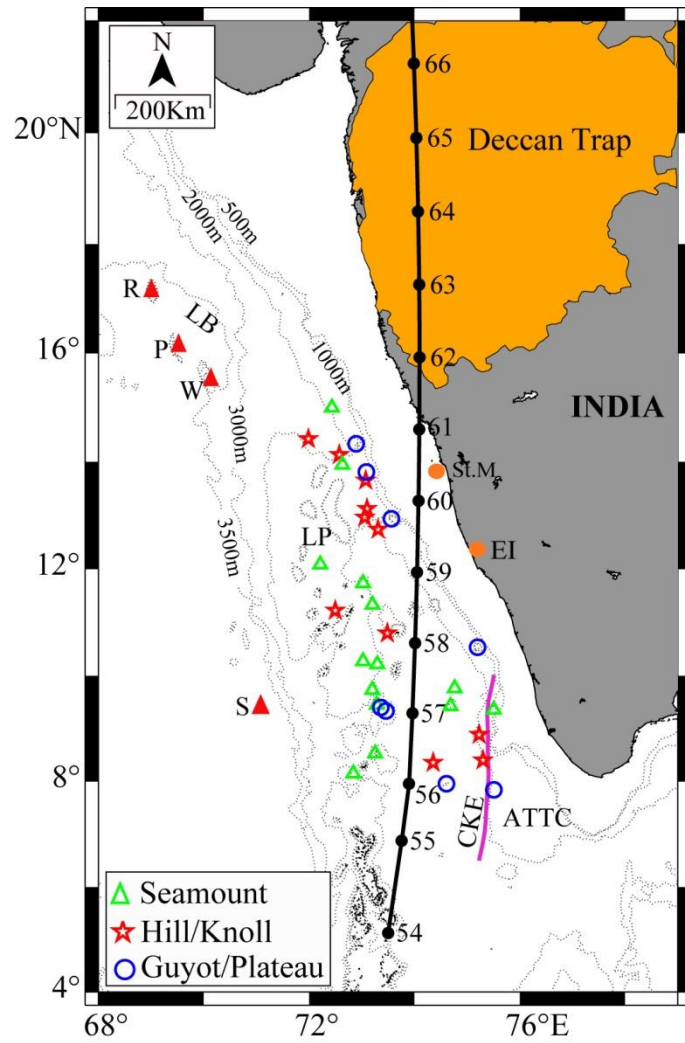 N
200Km
66
20°N
65
Deccan Trap
500m
2000m
64
R
LB
63
P
16°
62
W
1000m
3000m
INDIA
61
St.M
60
3500m
LP
EI
12°
59
58
S
57
8°
56
CKE
ATTC
55
Seamount
Hill/Knoll
54
Guyot/Plateau
4°
68°
72°
76°E